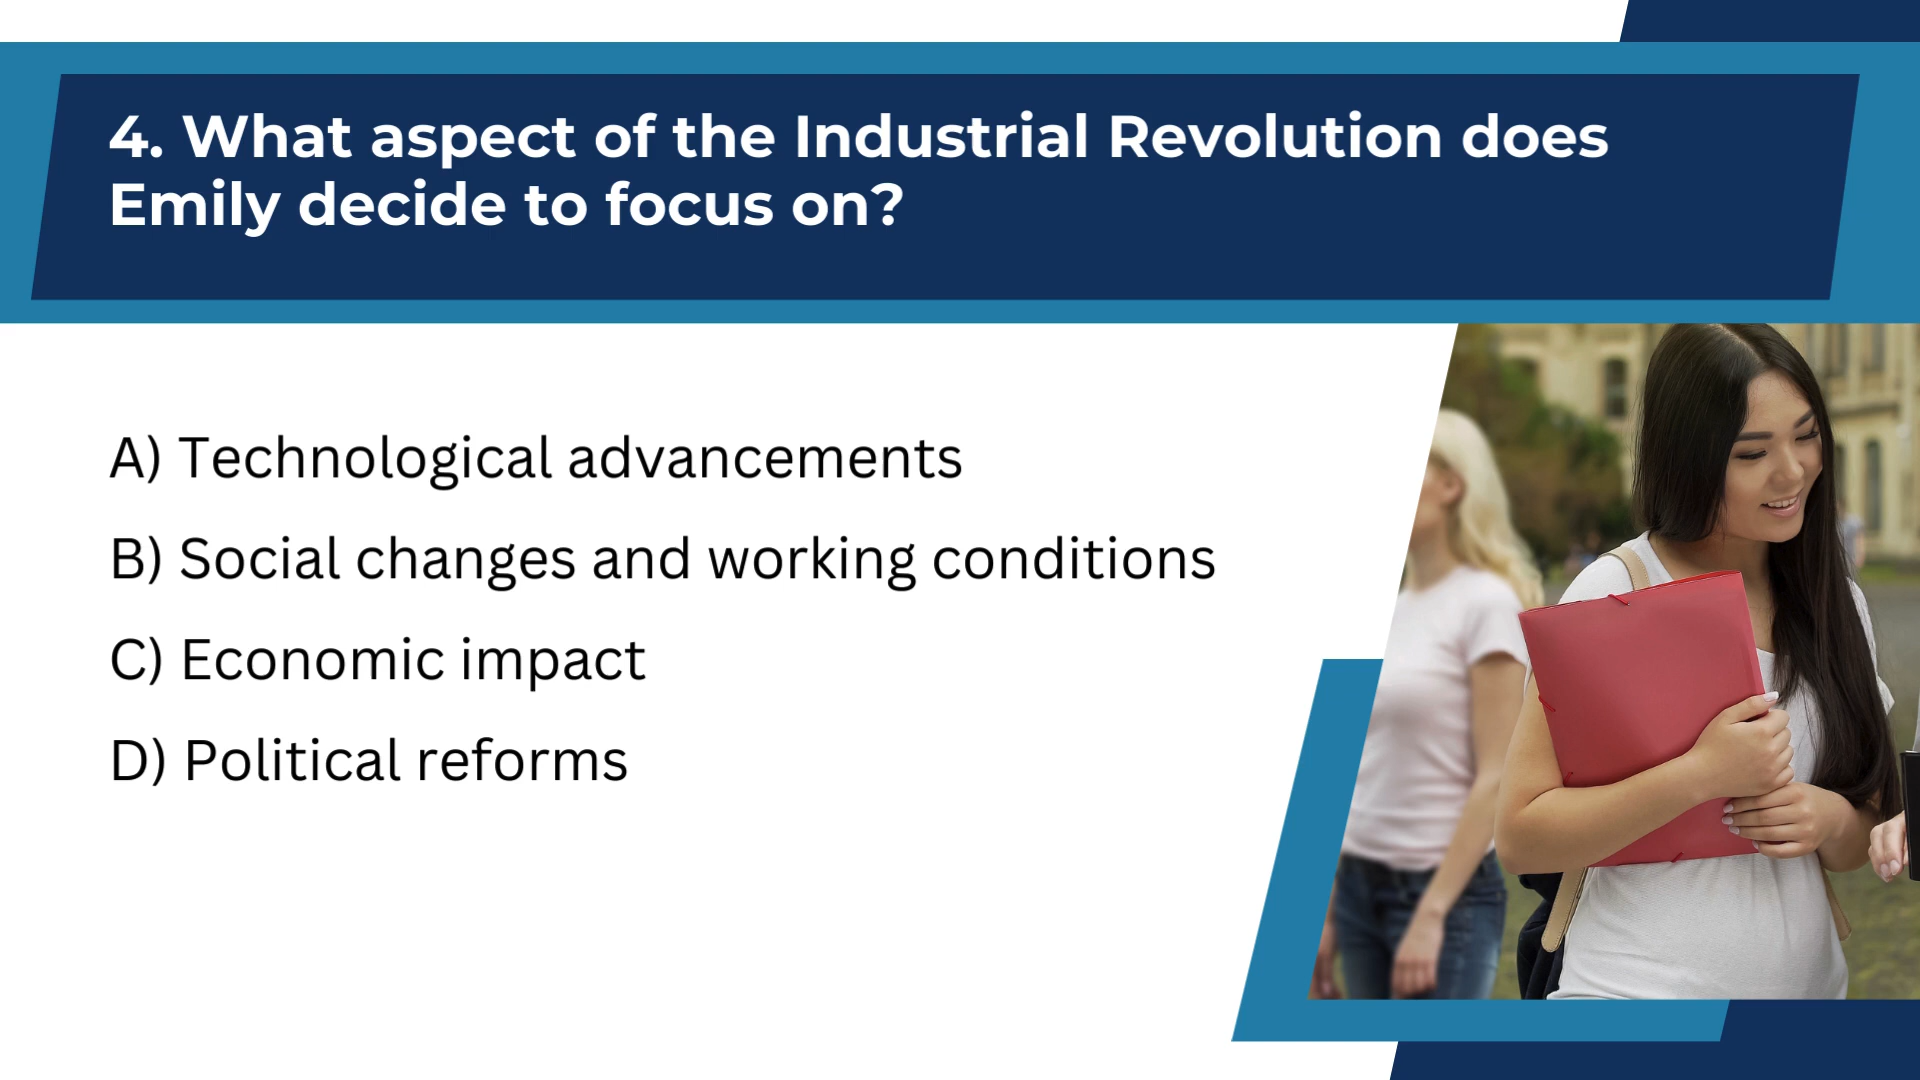 4. What aspect of the Industrial Revolution does
Emily decide to focus on?
A) Technological advancements
B) Social changes and working conditions
C) Economic impact
D) Political reforms